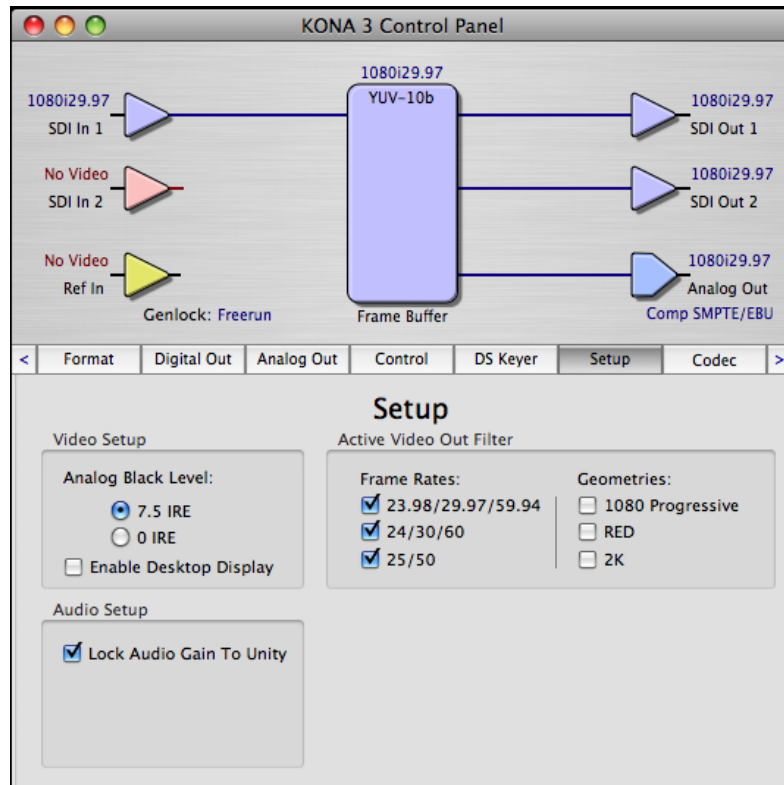 KONA 3 Control Panel
1080i29.97
YUV-10b
1080i29.97
SDI In 1
1080i29.97
SDI Out 1
No Video
SDI In 2
1080i29.97
SDI Out 2
No Video
Ref In
1080i29.97
Analog Out
Genlock: Freerun
Frame Buffer
Comp SMPTE/EBU
< Format Digital Out Analog Out Control DS Keyer Setup Codec >
Setup
Video Setup
Analog Black Level:
7.5 IRE
0 IRE
Enable Desktop Display
Active Video Out Filter
Frame Rates:
23.98/29.97/59.94
24/30/60
25/50
Geometries:
1080 Progressive
RED
2K
Audio Setup
Lock Audio Gain To Unity